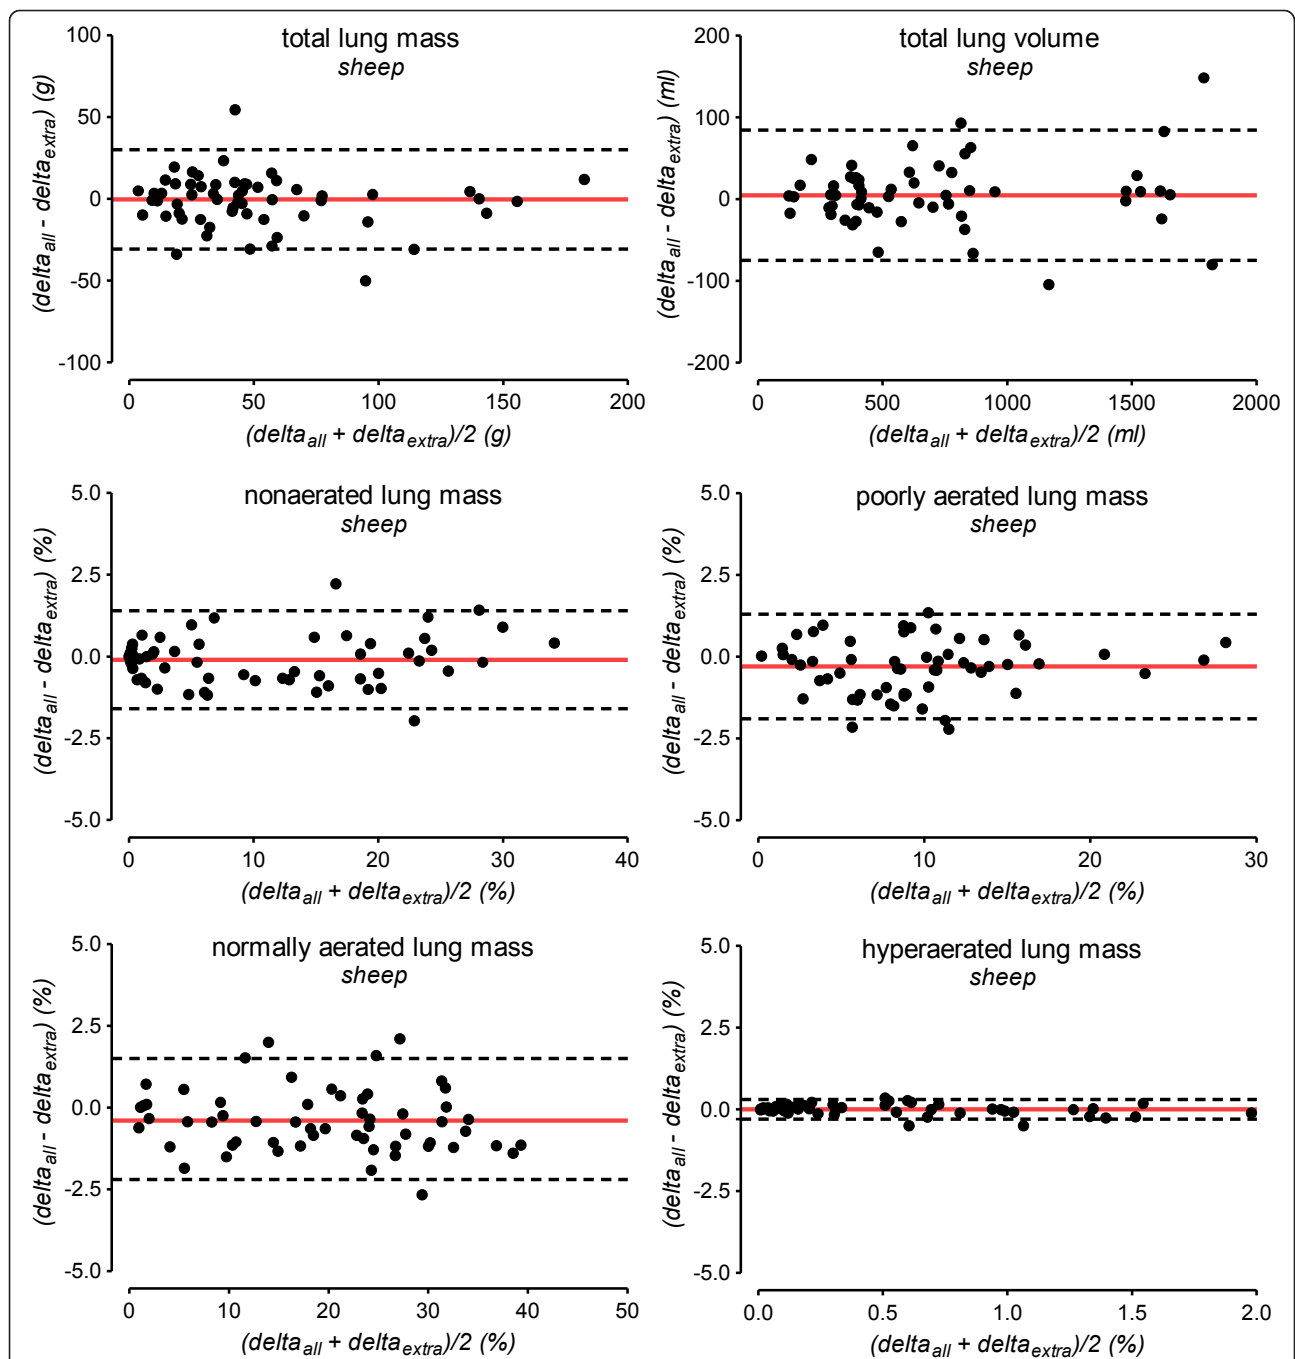 total lung mass
sheep
(delta_all - delta_extra) (g)
100
50
0
-50
-100
0 50 100 150 200
(delta_all + delta_extra)/2 (g)
total lung volume
sheep
(delta_all - delta_extra) (ml)
200
100
0
-100
-200
0 500 1000 1500 2000
(delta_all + delta_extra)/2 (ml)
nonaerated lung mass
sheep
(delta_all - delta_extra) (%)
5.0
2.5
0.0
-2.5
-5.0
0 10 20 30 40
(delta_all + delta_extra)/2 (%)
poorly aerated lung mass
sheep
(delta_all - delta_extra) (%)
5.0
2.5
0.0
-2.5
-5.0
0 10 20 30
(delta_all + delta_extra)/2 (%)
normally aerated lung mass
sheep
(delta_all - delta_extra) (%)
5.0
2.5
0.0
-2.5
-5.0
0 10 20 30 40 50
(delta_all + delta_extra)/2 (%)
hyperaerated lung mass
sheep
(delta_all - delta_extra) (%)
5.0
2.5
0.0
-2.5
-5.0
0.0 0.5 1.0 1.5 2.0
(delta_all + delta_extra)/2 (%)